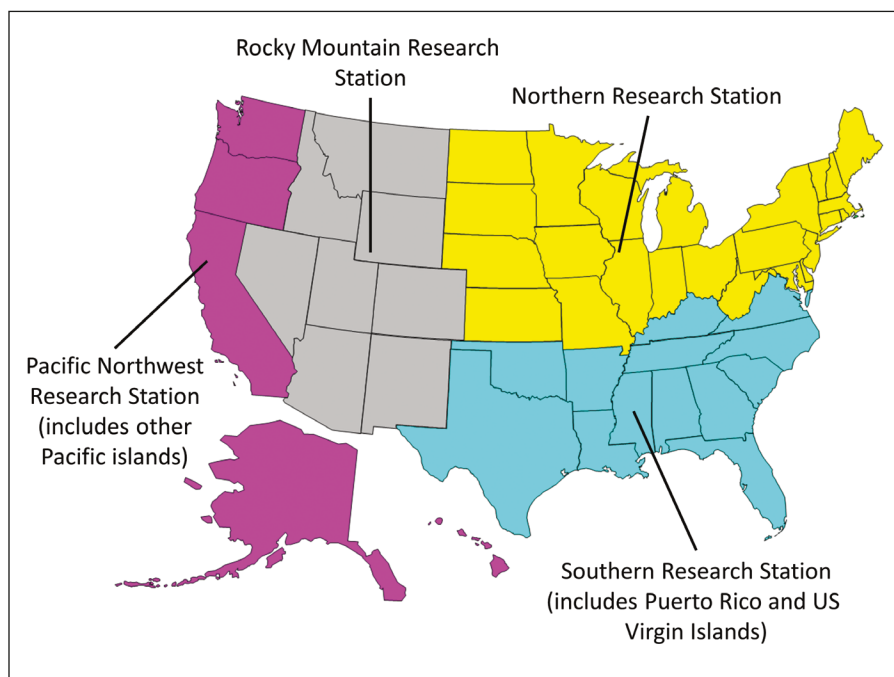 Rocky Mountain Research
Station
Northern Research Station
Pacific Northwest
Research Station
(includes other
Pacific islands)
Southern Research Station
(includes Puerto Rico and US
Virgin Islands)